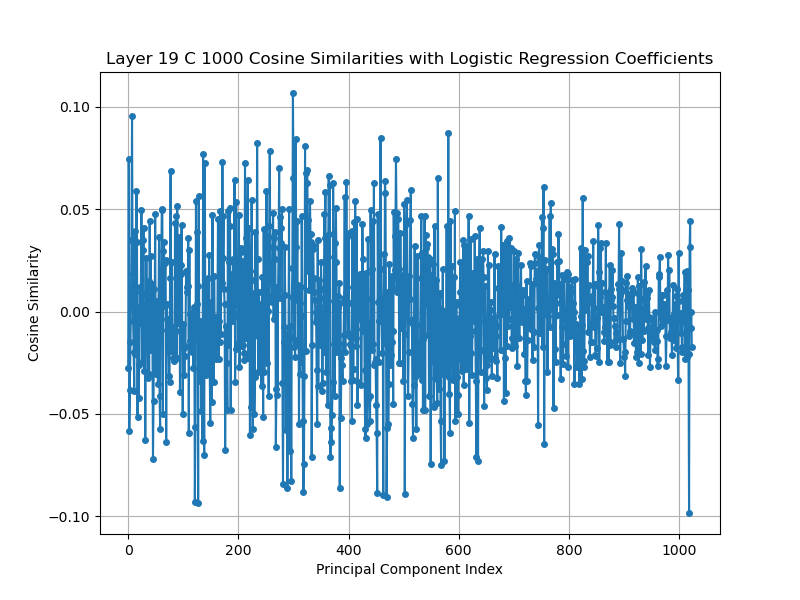 Layer 19 C 1000 Cosine Similarities with Logistic Regression Coefficients
0.10
0.05
0.00
−0.05
−0.10
Cosine Similarity
0 200 400 600 800 1000
Principal Component Index